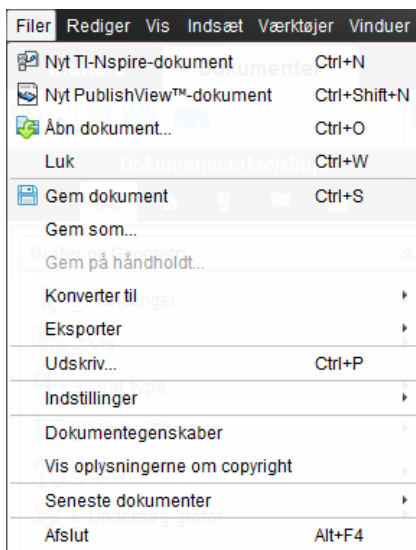 Filer Rediger Vis Indsæt Værktøjer Vinduer
Nyt TI-Nspire-dokument Ctrl+N
Nyt PublishView™-dokument Ctrl+Shift+N
Åbn dokument... Ctrl+O
Luk Ctrl+W
Gem dokument Ctrl+S
Gem som...
Gem på håndholdt...
Konverter til
Eksporter
Udskriv... Ctrl+P
Indstillinger
Dokumentegenskaber
Vis oplysningerne om copyright
Seneste dokumenter
Afslut Alt+F4